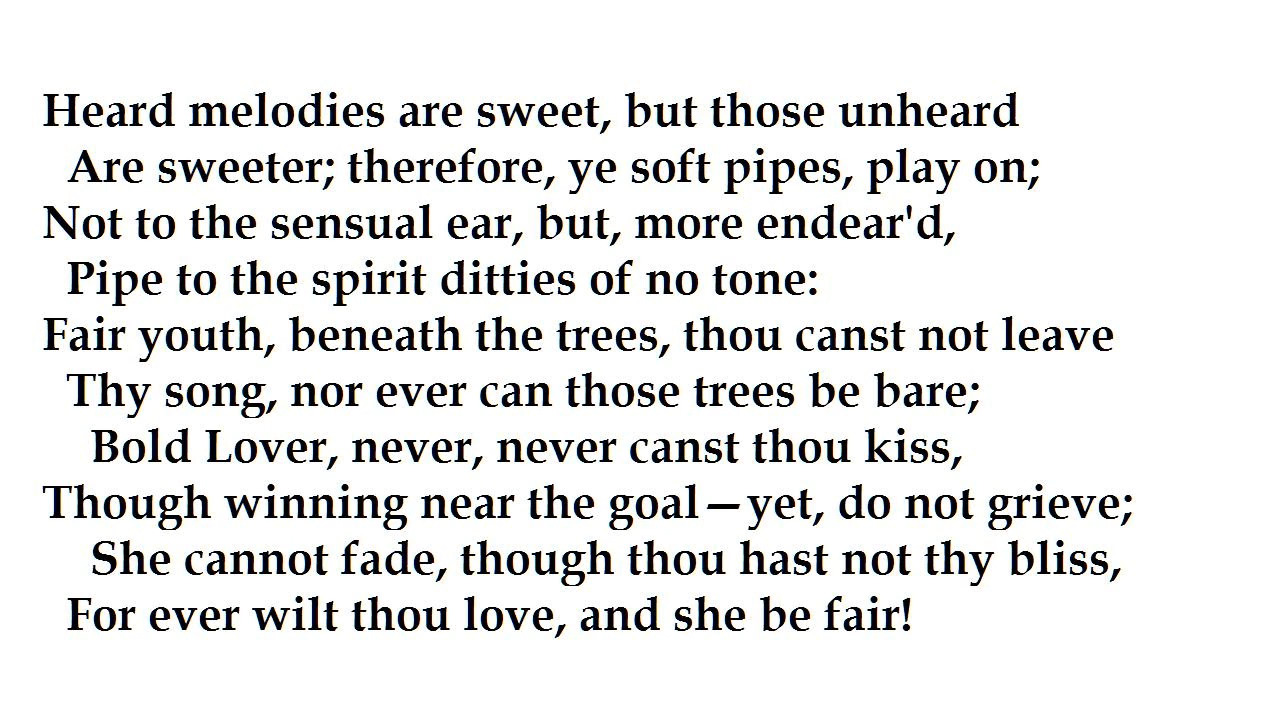 Heard melodies are sweet, but those unheard
Are sweeter; therefore, ye soft pipes, play on;
Not to the sensual ear, but, more endear'd,
Pipe to the spirit ditties of no tone:
Fair youth, beneath the trees, thou canst not leave
Thy song, nor ever can those trees be bare;
Bold Lover, never, never canst thou kiss,
Though winning near the goal—yet, do not grieve;
She cannot fade, though thou hast not thy bliss,
For ever wilt thou love, and she be fair!